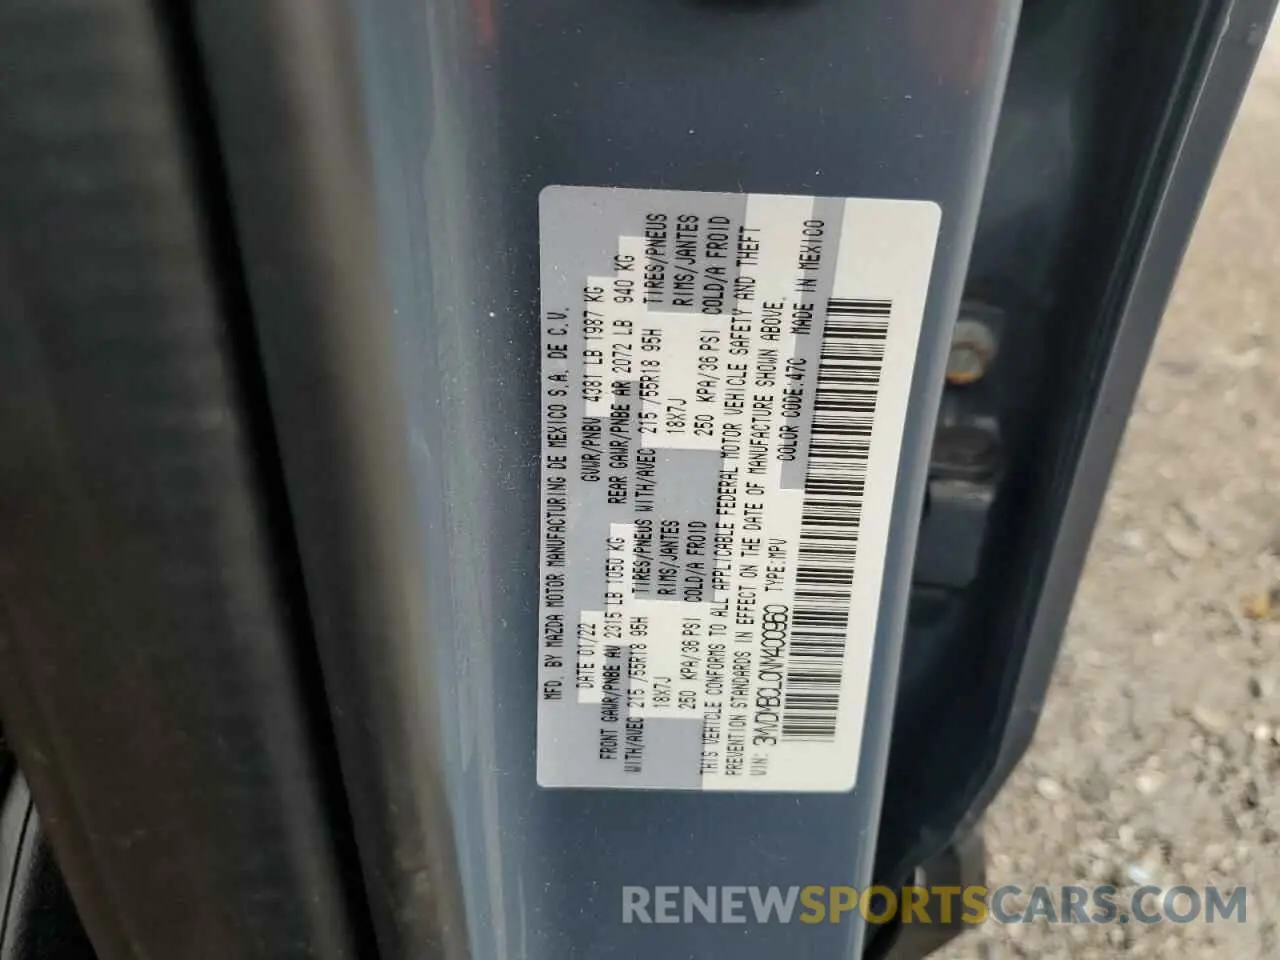 MFD. BY MAZDA MOTOR MANUFACTURING DE MEXICO S.A. DE C.V.
DATE 07/22 GVWR/PNBV 4381 LB 1987 KG
FRONT GAWR/PNBE AV 2315 LB 1050 KG REAR GAWR/PNBE AR 2072 LB 940 KG
WITH/AVEC 215 /55R18 95H TIRES/PNEUS WITH/AVEC 215 /55R18 95H TIRES/PNEUS
18X7J RIMS/JANTES 18X7J RIMS/JANTES
250 KPA/36 PSI COLD/A FROID 250 KPA/36 PSI COLD/A FROID
THIS VEHICLE CONFORMS TO ALL APPLICABLE FEDERAL MOTOR VEHICLE SAFETY AND THEFT
PREVENTION STANDARDS IN EFFECT ON THE DATE OF MANUFACTURE SHOWN ABOVE.
VIN: 3MVDMBCL0NM400960 TYPE:MPV COLOR CODE:47C MADE IN MEXICO
RENEWSPORTSCARS.COM